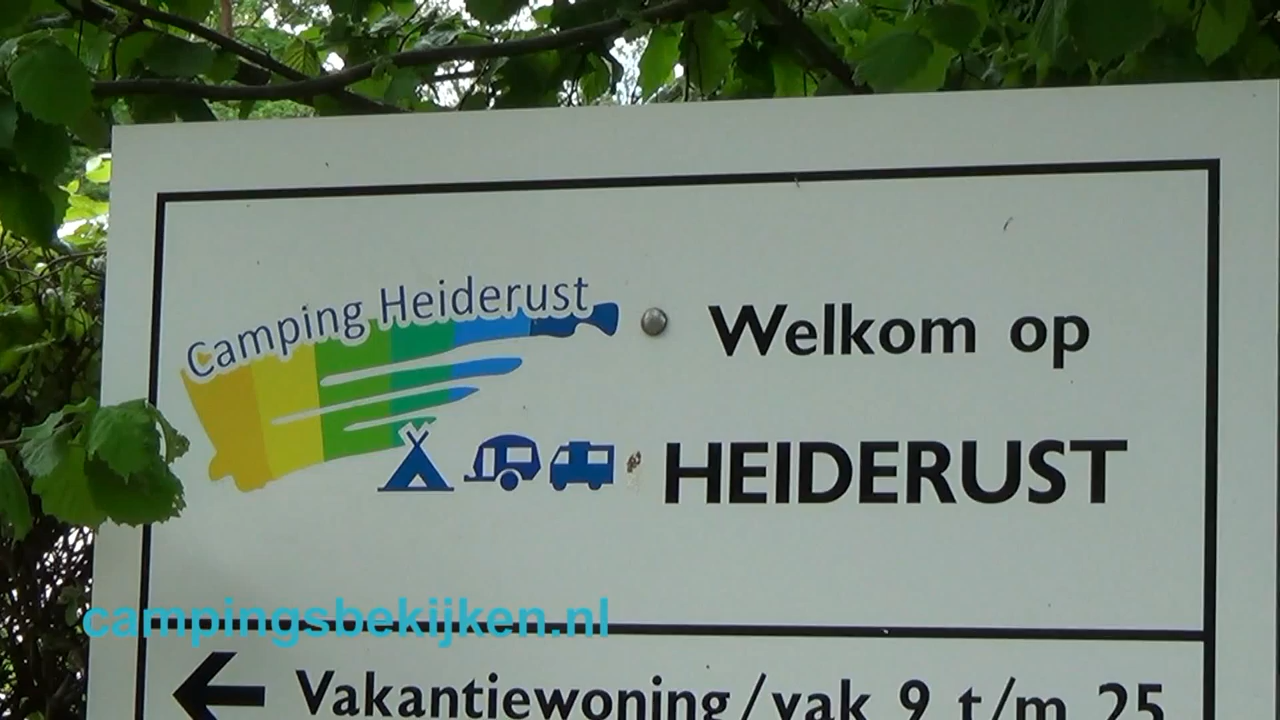 Camping Heiderust
Welkom op
HEIDERUST
campingsbekijken.nl
← Vakantiewoning/vak 9 t/m 25